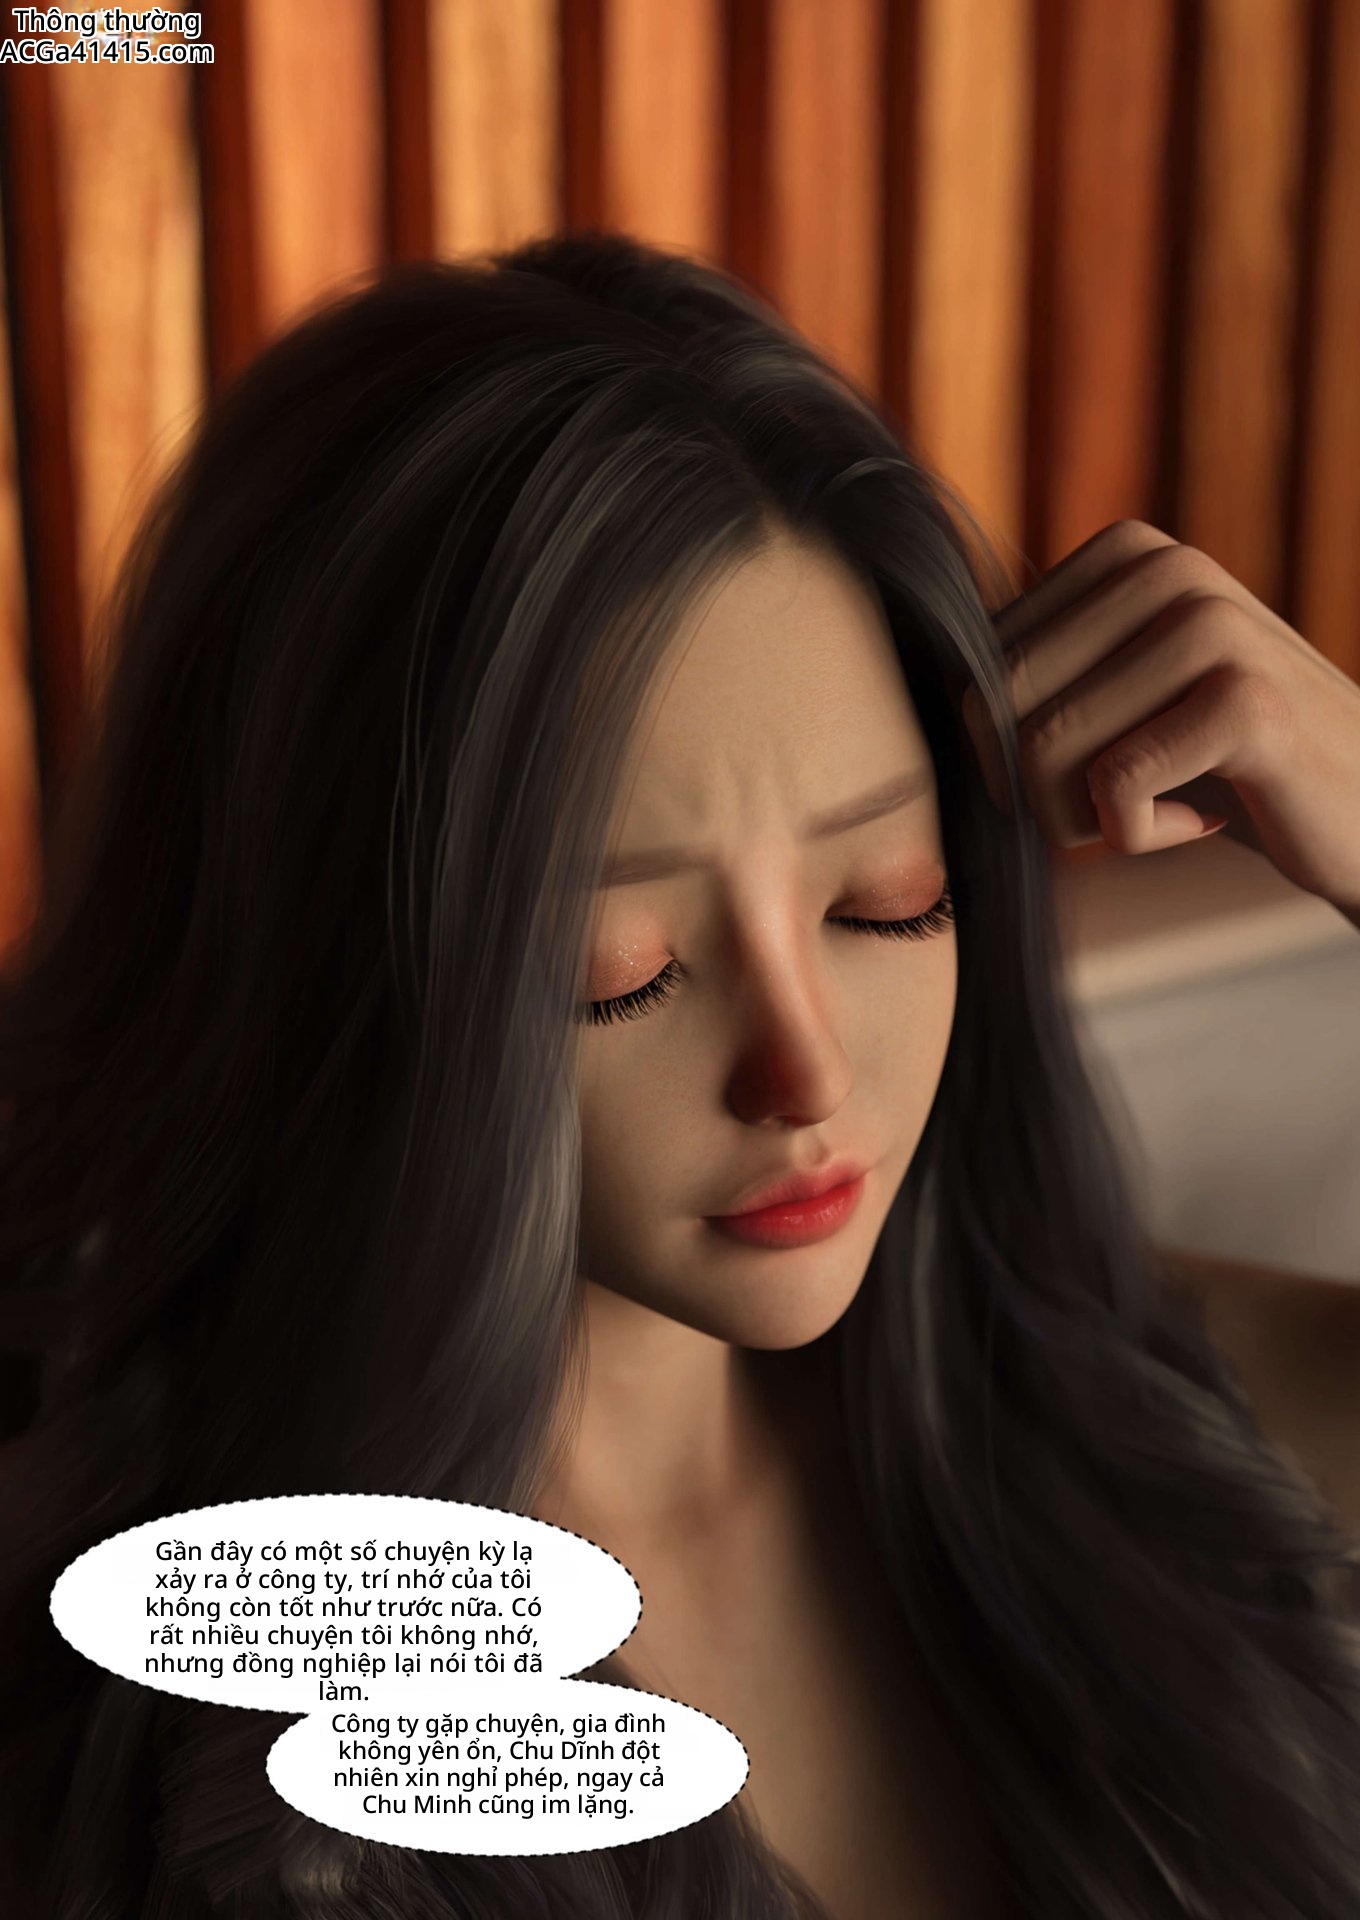 Thông thường
ACGa41415.com
Gần đây có một số chuyện kỳ lạ
xảy ra ở công ty, trí nhớ của tôi
không còn tốt như trước nữa. Có
rất nhiều chuyện tôi không nhớ,
nhưng đồng nghiệp lại nói tôi đã
làm.
Công ty gặp chuyện, gia đình
không yên ổn, Chu Dĩnh đột
nhiên xin nghỉ phép, ngay cả
Chu Minh cũng im lặng.